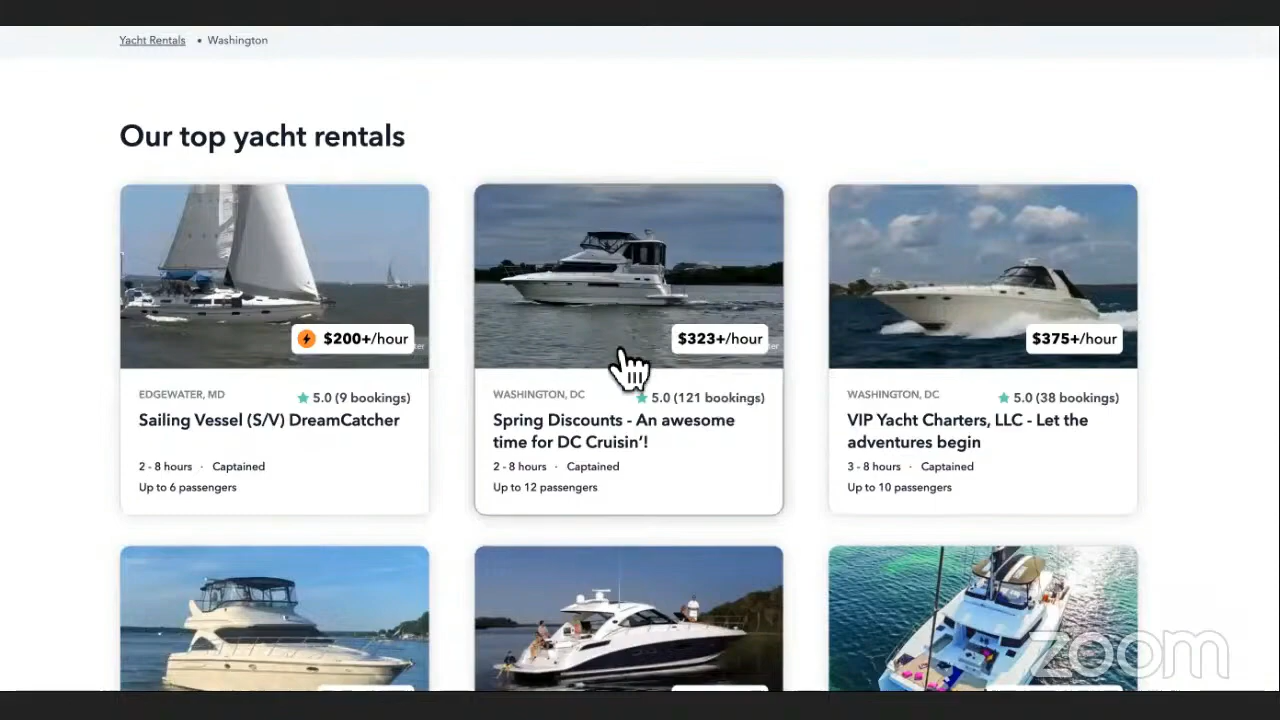 Yacht Rentals • Washington
Our top yacht rentals
$200+/hour
$323+/hour
$375+/hour
EDGEWATER, MD
5.0 (9 bookings)
Sailing Vessel (S/V) DreamCatcher
2 - 8 hours · Captained
Up to 6 passengers
WASHINGTON, DC
5.0 (121 bookings)
Spring Discounts - An awesome
time for DC Cruisin'!
2 - 8 hours · Captained
Up to 12 passengers
WASHINGTON, DC
5.0 (38 bookings)
VIP Yacht Charters, LLC - Let the
adventures begin
3 - 8 hours · Captained
Up to 10 passengers
zoom